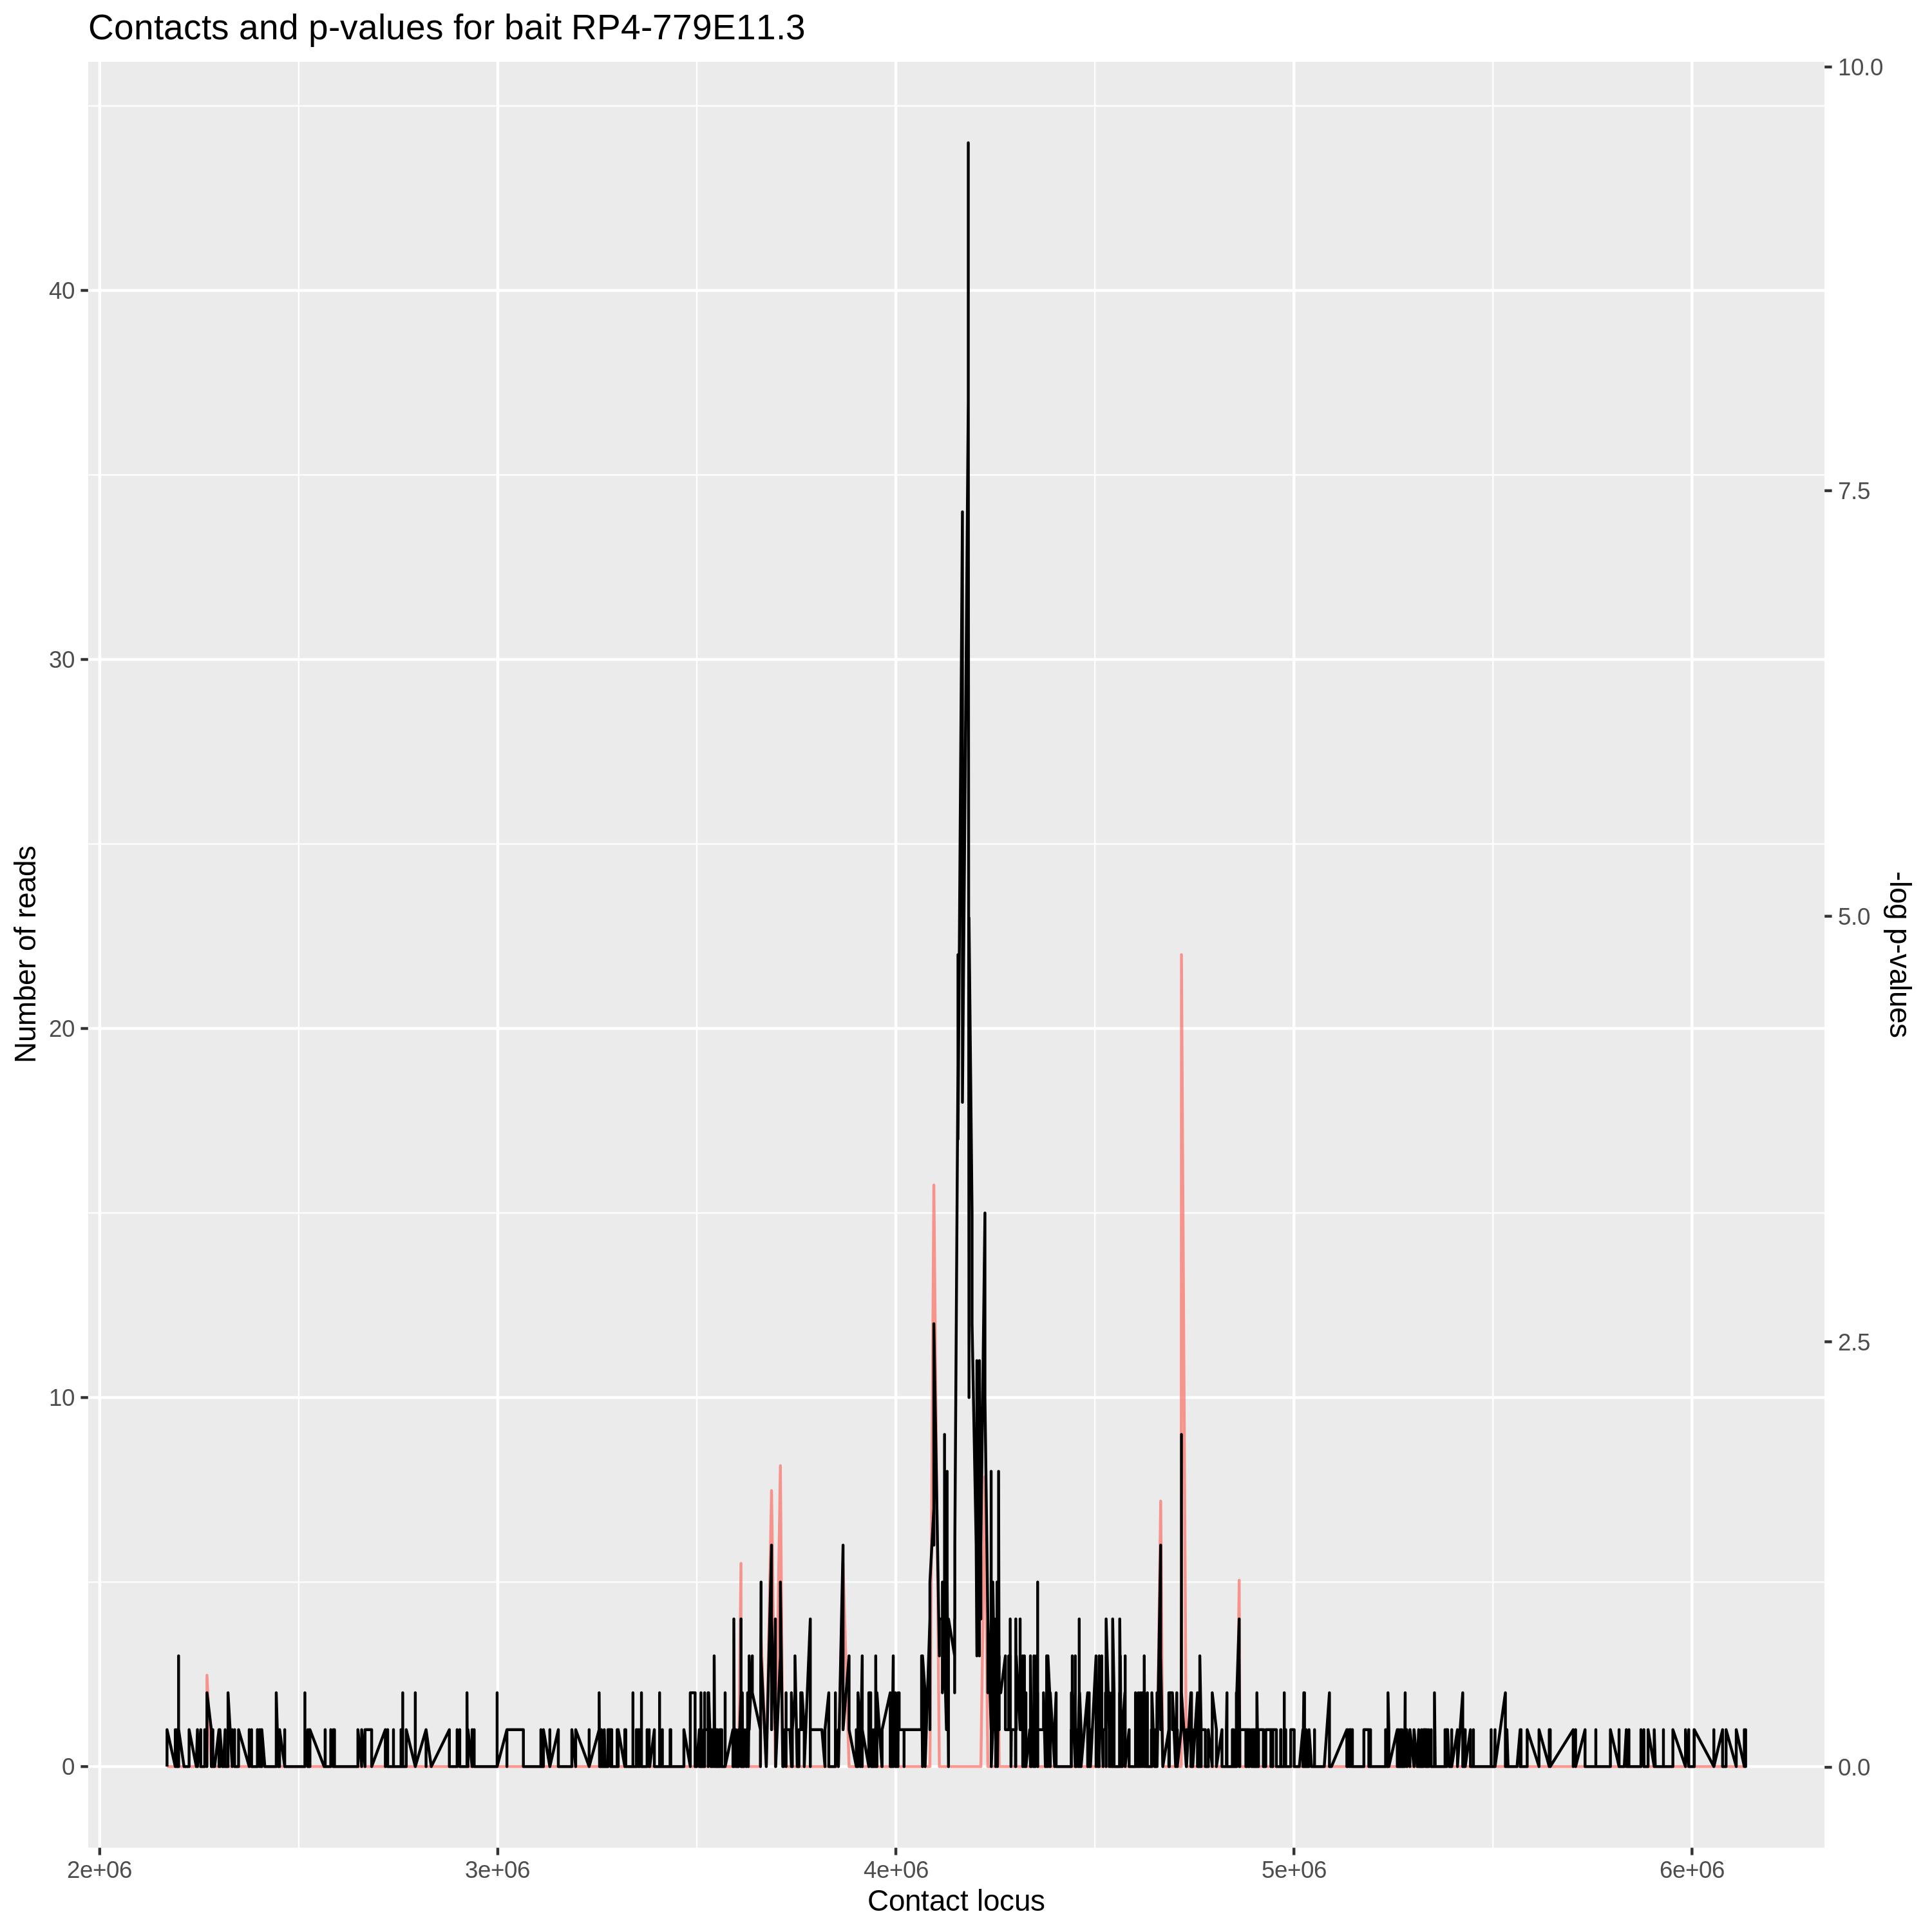 Contacts and p-values for bait RP4-779E11.3
Number of reads
40
30
20
10
0
10.0
7.5
5.0
2.5
0.0
-log p-values
2e+06 3e+06 4e+06 5e+06 6e+06
Contact locus